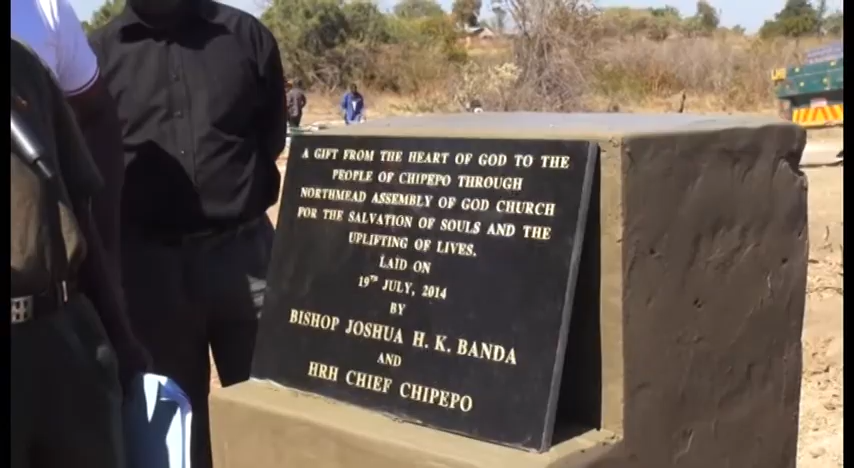 A GIFT FROM THE HEART OF GOD TO THE
PEOPLE OF CHIPEPO THROUGH
NORTHMEAD ASSEMBLY OF GOD CHURCH
FOR THE SALVATION OF SOULS AND THE
UPLIFTING OF LIVES.
LAID ON
19TH JULY, 2014
BY
BISHOP JOSHUA H. K. BANDA
AND
HRH CHIEF CHIPEPO